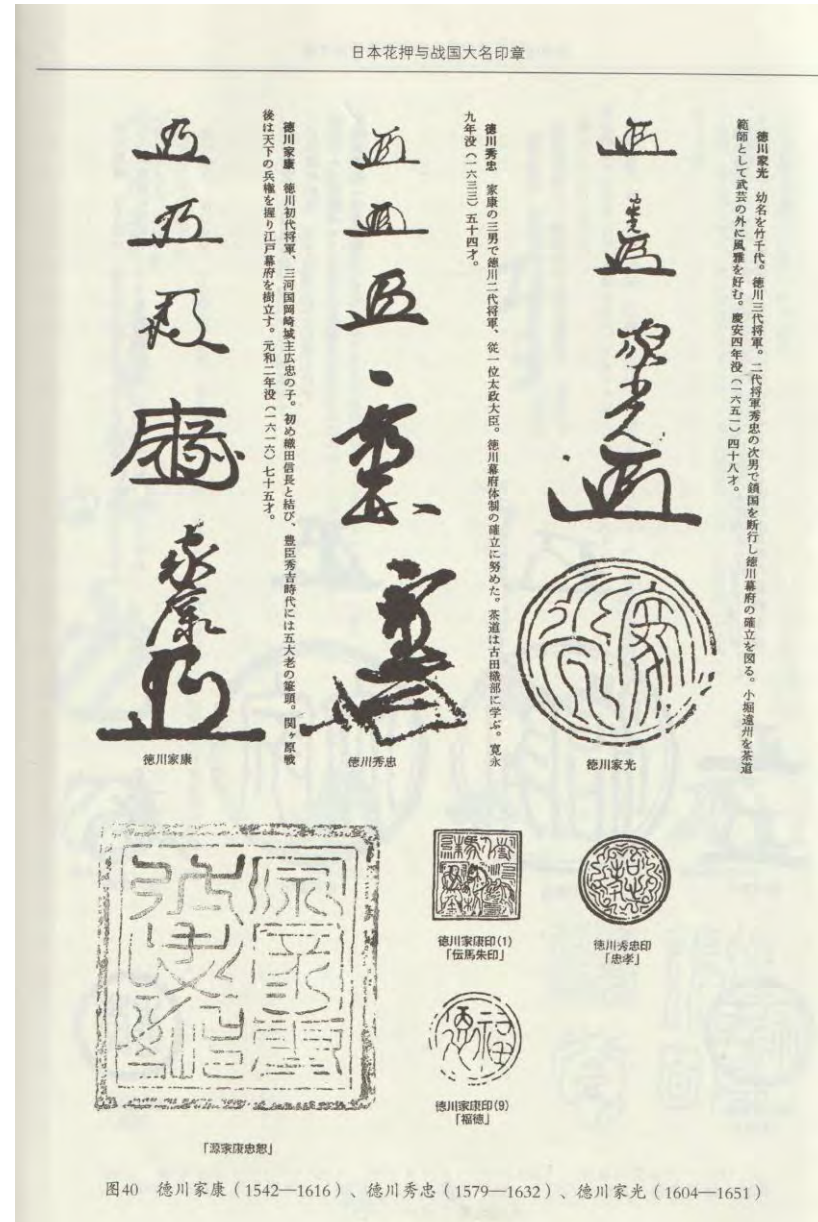 日本花押与战国大名印章
徳川家光　幼名を竹千代。徳川三代将軍。二代将軍秀忠の次男で鎖国を断行し徳川幕府の確立を図る。小堀遠州を茶道
範師として武芸の外に風雅を好む。慶安四年没（一六五一）四十八才。
徳川秀忠　家康の三男で徳川二代将軍、従一位太政大臣。徳川幕府体制の確立に努めた。茶道は古田織部に学ぶ。寛永
九年没（一六三三）五十四才。
徳川家康　徳川初代将軍、三河国岡崎城主広忠の子。初め織田信長と結び、豊臣秀吉時代には五大老の筆頭。関ヶ原戦
後は天下の兵権を握り江戸幕府を樹立す。元和二年没（一六一六）七十五才。
徳川家康
徳川秀忠
徳川家光
徳川家康印(1)
「伝馬朱印」
徳川秀忠印
「忠孝」
徳川家康印(9)
「福徳」
「源家康忠恕」
图40　德川家康（1542—1616）、德川秀忠（1579—1632）、德川家光（1604—1651）